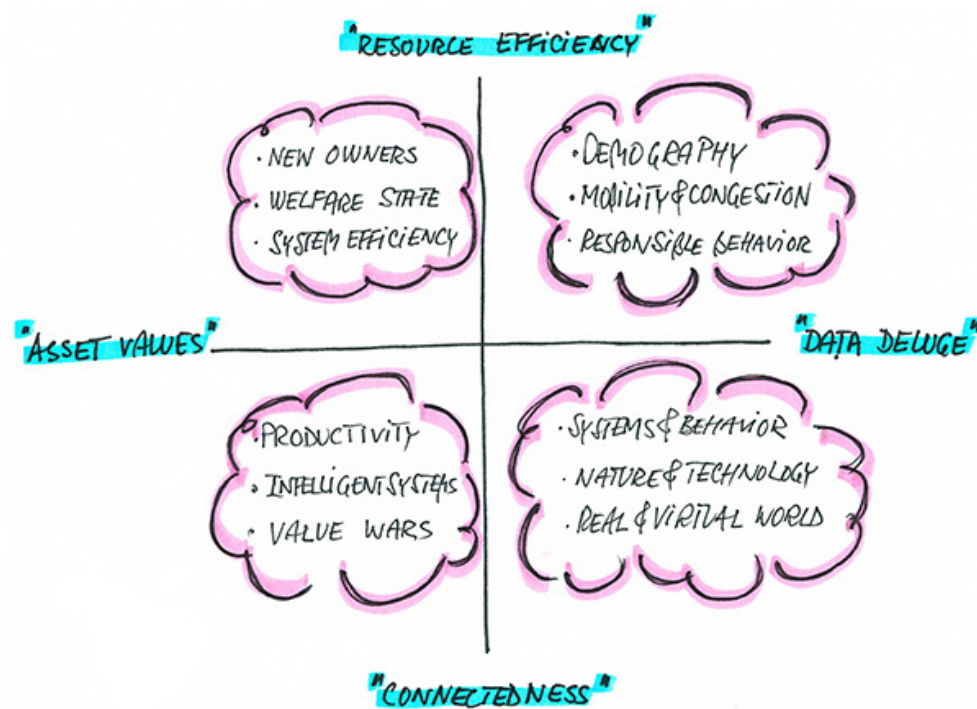 "RESOURCE EFFICIENCY"
• NEW OWNERS
• WELFARE STATE
• SYSTEM EFFICIENCY
• DEMOGRAPHY
• MOBILITY & CONGESTION
• RESPONSIBLE BEHAVIOR
"ASSET VALUES"
"DATA DELUGE"
• PRODUCTIVITY
• INTELLIGENT SYSTEMS
• VALUE WARS
• SYSTEMS & BEHAVIOR
• NATURE & TECHNOLOGY
• REAL & VIRTUAL WORLD
"CONNECTEDNESS"